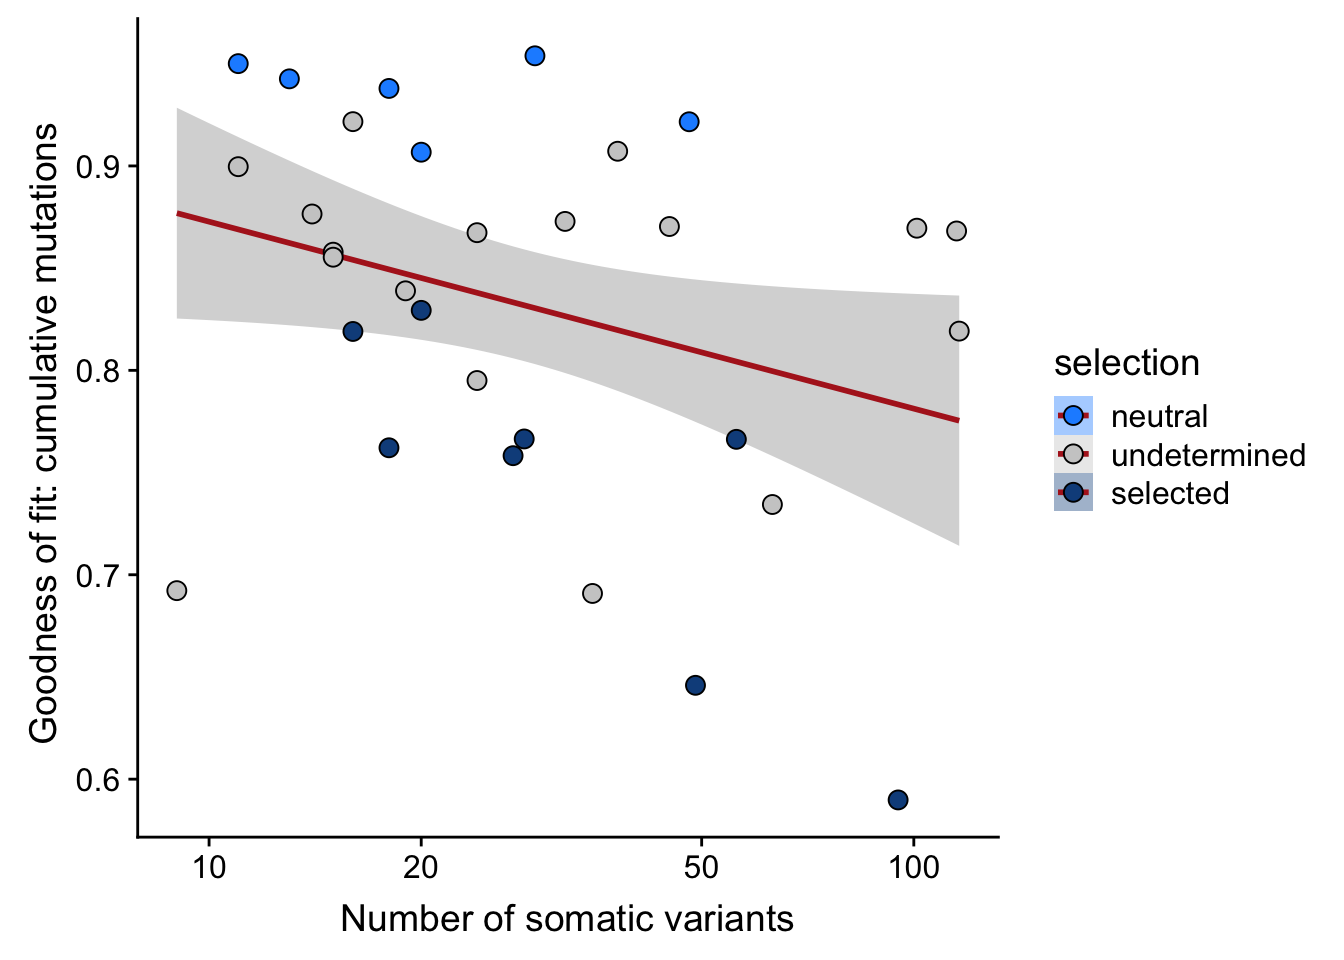 Goodness of fit: cumulative mutations
0.9
0.8
0.7
0.6
10 20 50 100
Number of somatic variants
selection
neutral
undetermined
selected